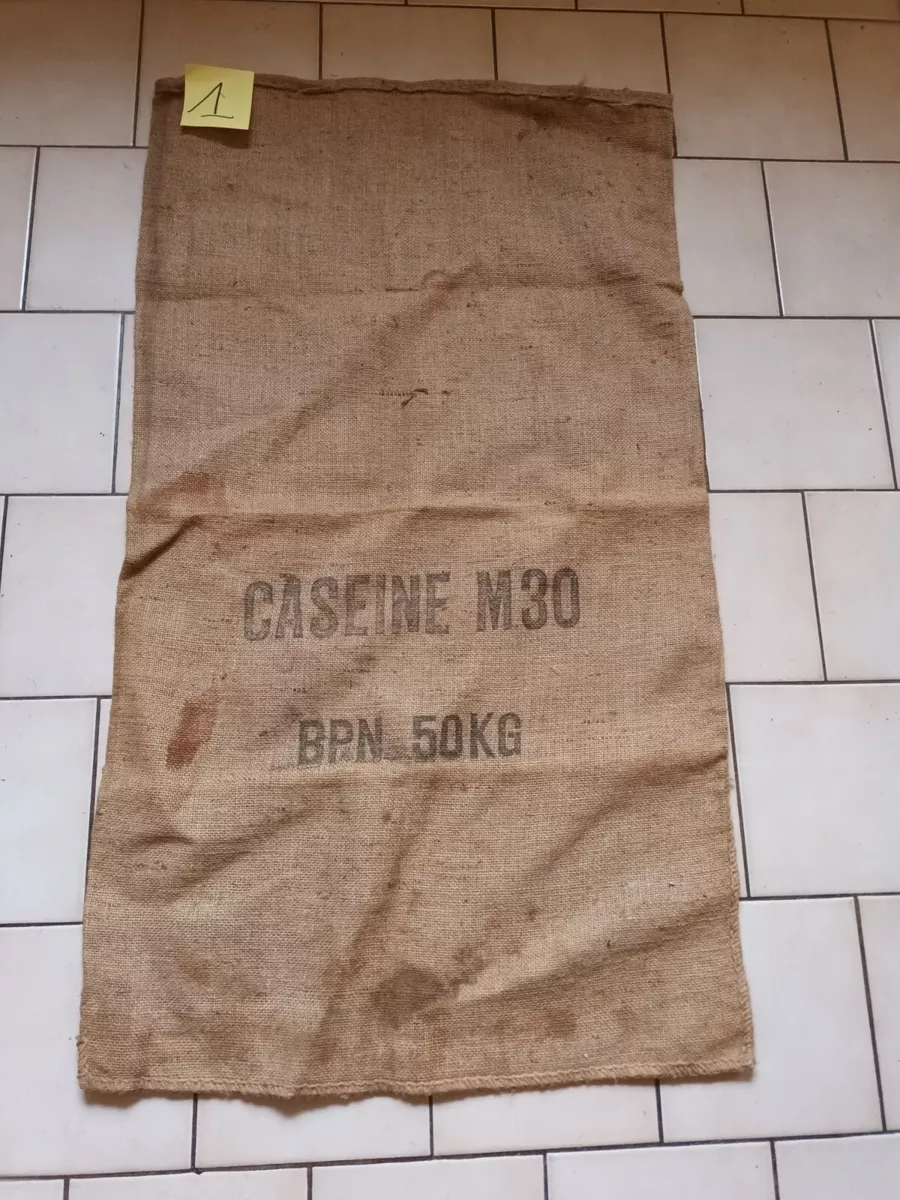 1
CASEINE M30
BPN 50KG